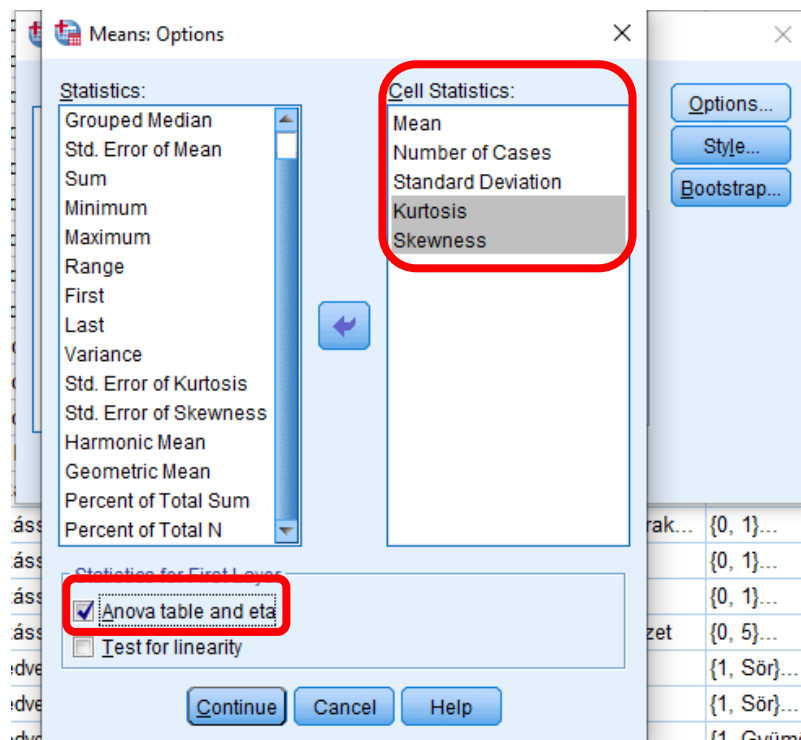 Means: Options
Statistics:
Grouped Median
Std. Error of Mean
Sum
Minimum
Maximum
Range
First
Last
Variance
Std. Error of Kurtosis
Std. Error of Skewness
Harmonic Mean
Geometric Mean
Percent of Total Sum
Percent of Total N
Cell Statistics:
Mean
Number of Cases
Standard Deviation
Kurtosis
Skewness
Options...
Style...
Bootstrap...
Statistics for First Layer
Anova table and eta
Test for linearity
Continue
Cancel
Help
rak... {0, 1}...
{0, 1}...
{0, 1}...
zet {0, 5}...
{1, Sör}...
{1, Sör}...